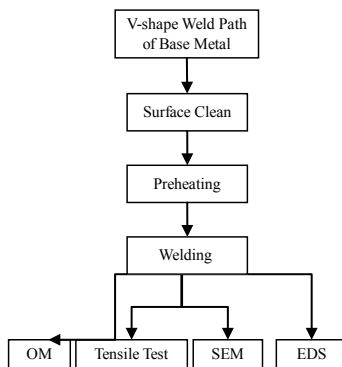 V-shape Weld Path
of Base Metal
Surface Clean
Preheating
Welding
OM
Tensile Test
SEM
EDS